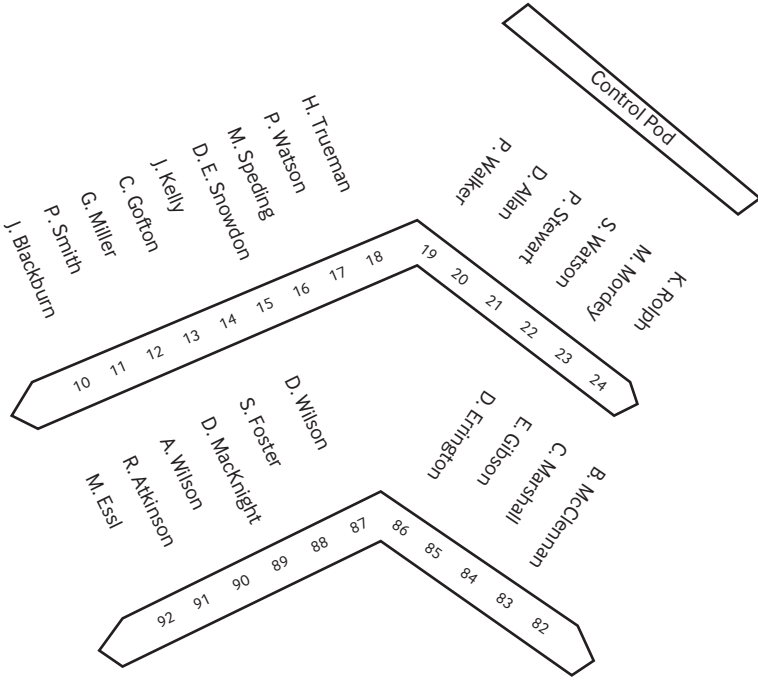 Control Pod
J. Blackburn
P. Smith
G. Miller
C. Gofton
J. Kelly
D. E. Snowdon
M. Speding
P. Watson
H. Trueman
P. Walker
D. Allan
P. Stewart
S. Watson
M. Mordey
K. Rolph
10
11
12
13
14
15
16
17
18
19
20
21
22
23
24
M. Essl
R. Atkinson
A. Wilson
D. MacKnight
S. Foster
D. Wilson
D. Errington
E. Gibson
C. Marshall
B. McClennan
92
91
90
89
88
87
86
85
84
83
82